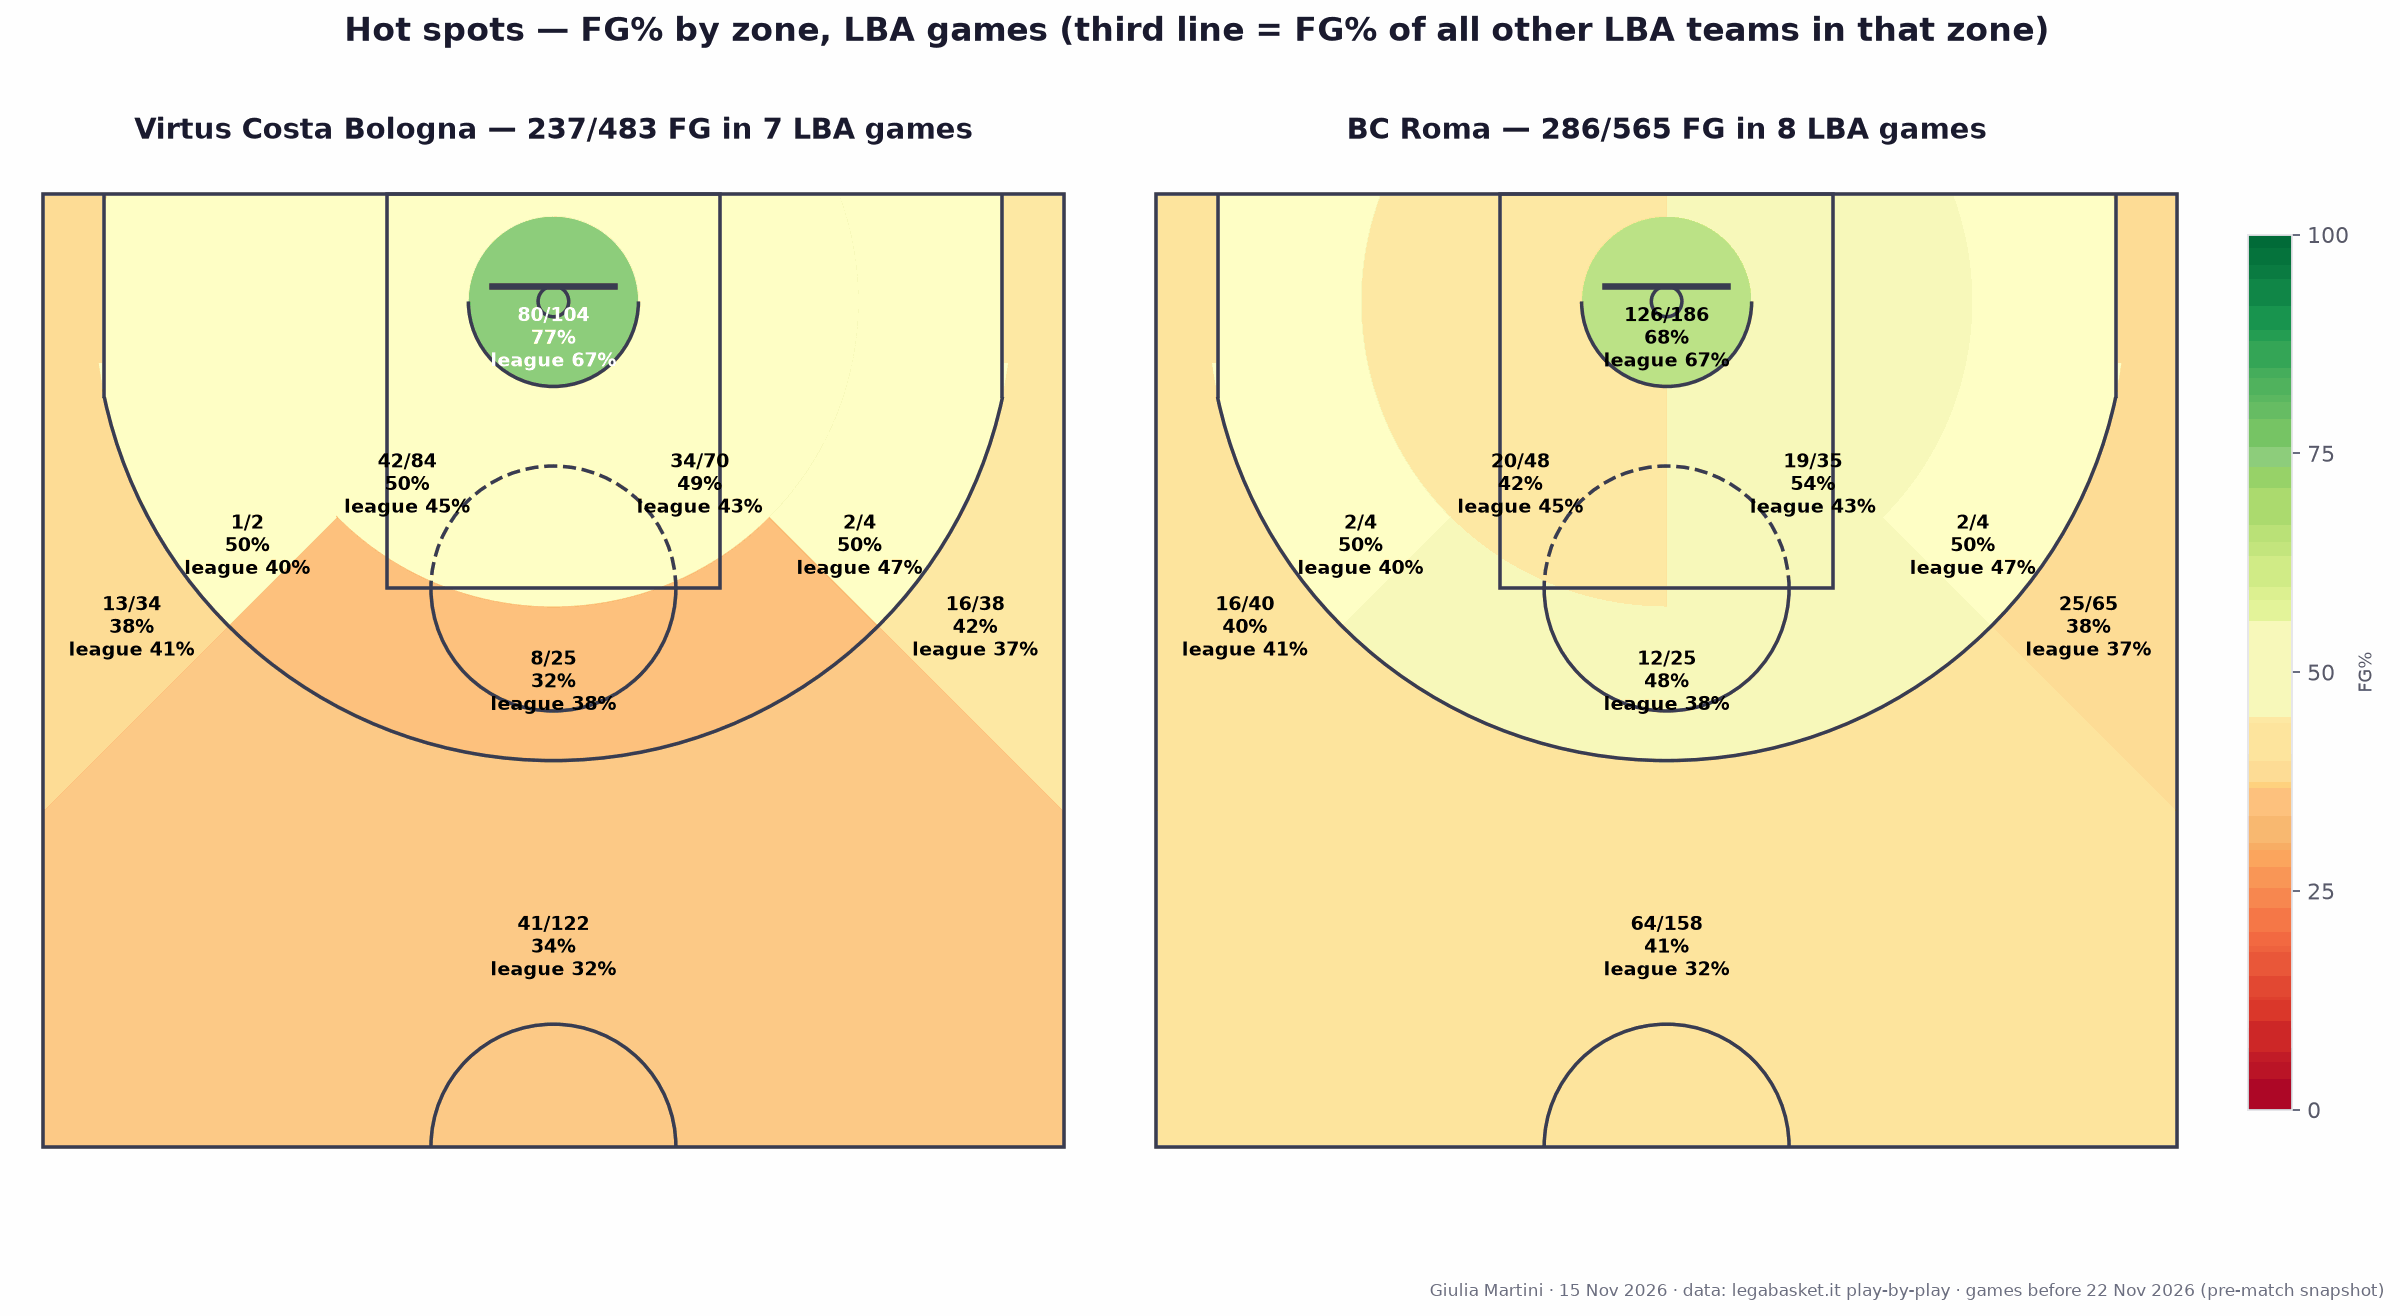 Hot spots — FG% by zone, LBA games (third line = FG% of all other LBA teams in that zone)
Virtus Costa Bologna — 237/483 FG in 7 LBA games
80/104
77%
league 67%
42/84
50%
league 45%
34/70
49%
league 43%
1/2
50%
league 40%
2/4
50%
league 47%
13/34
38%
league 41%
16/38
42%
league 37%
8/25
32%
league 38%
41/122
34%
league 32%
BC Roma — 286/565 FG in 8 LBA games
126/186
68%
league 67%
20/48
42%
league 45%
19/35
54%
league 43%
2/4
50%
league 40%
2/4
50%
league 47%
16/40
40%
league 41%
25/65
38%
league 37%
12/25
48%
league 38%
64/158
41%
league 32%
100
75
50
25
0
FG%
Giulia Martini · 15 Nov 2026 · data: legabasket.it play-by-play · games before 22 Nov 2026 (pre-match snapshot)